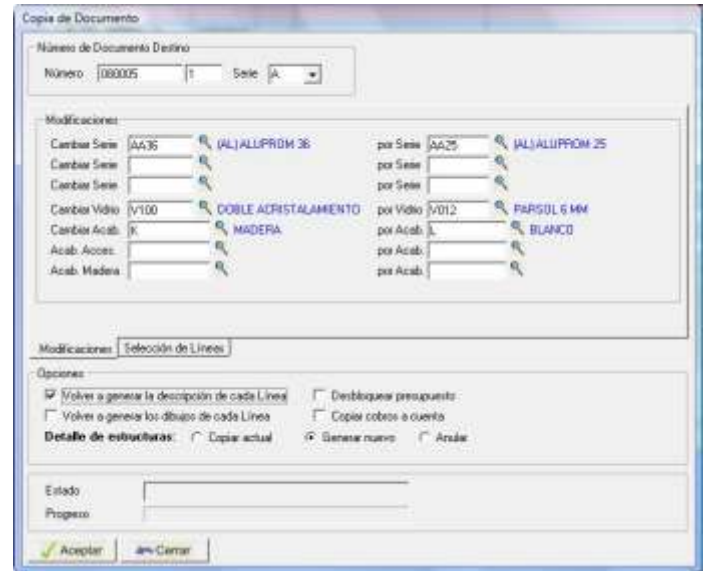 Copia de Documento
Número de Documento Destino
Número 080005 1 Serie A
Modificaciones
Cambiar Serie AA36 (AL) ALUPROM 36 por Serie AA25 (AL) ALUPROM 25
Cambiar Serie por Serie
Cambiar Serie por Serie
Cambiar Vidrio V100 DOBLE ACRISTALAMIENTO por Vidrio V012 PARSOL 6 MM
Cambiar Acab. K MADERA por Acab. L BLANCO
Acab. Acces. por Acab.
Acab. Madera por Acab.
Modificaciones Selección de Líneas
Opciones
Volver a generar la descripción de cada Línea Desbloquear presupuesto
Volver a generar los dibujos de cada Línea Copiar cobros a cuenta
Detalle de estructuras: Copiar actual Generar nuevo Anular
Estado
Progreso
Aceptar Cerrar